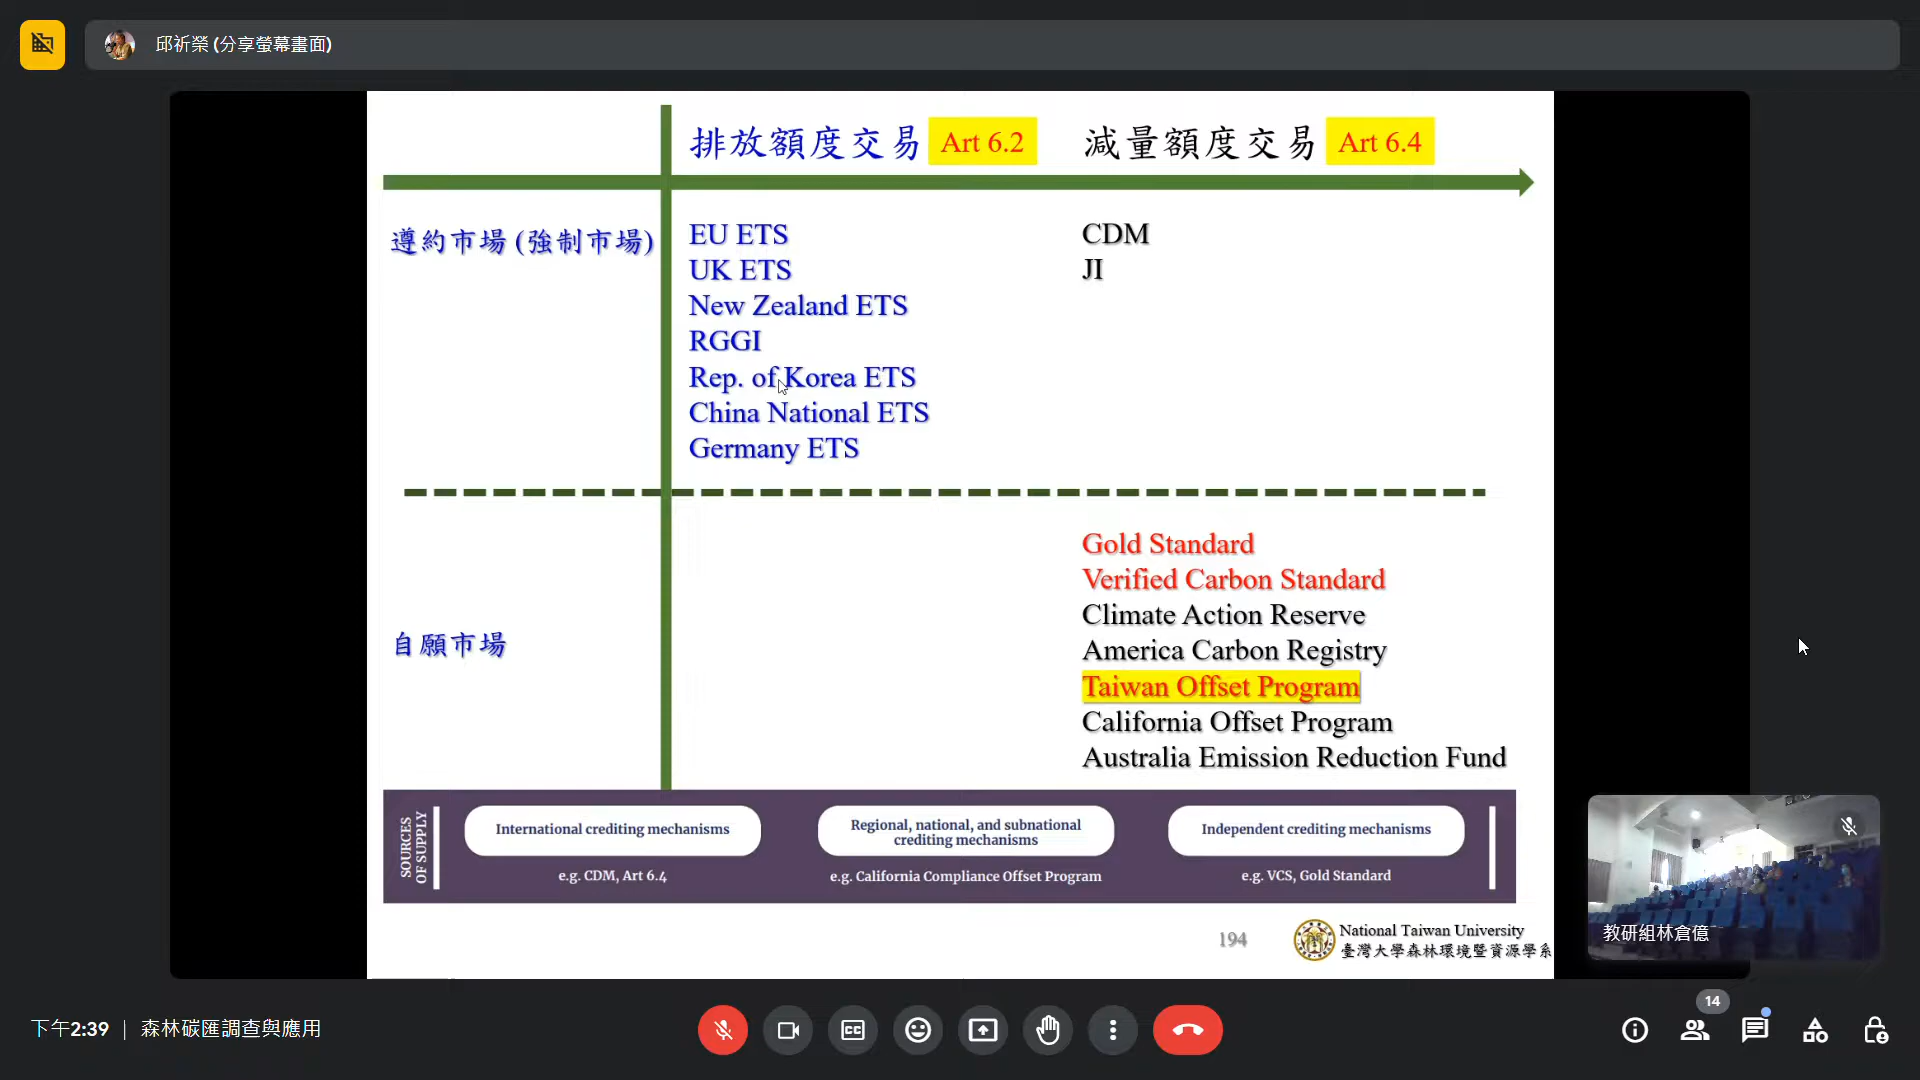 邱祈榮 (分享螢幕畫面)
排放額度交易 Art 6.2
減量額度交易 Art 6.4
遵約市場 (強制市場)
EU ETS
UK ETS
New Zealand ETS
RGGI
Rep. of Korea ETS
China National ETS
Germany ETS
CDM
JI
自願市場
Gold Standard
Verified Carbon Standard
Climate Action Reserve
America Carbon Registry
Taiwan Offset Program
California Offset Program
Australia Emission Reduction Fund
SOURCES
OF SUPPLY
International crediting mechanisms
e.g. CDM, Art 6.4
Regional, national, and subnational
crediting mechanisms
e.g. California Compliance Offset Program
Independent crediting mechanisms
e.g. VCS, Gold Standard
194
National Taiwan University
臺灣大學森林環境暨資源學系
教研組林倉億
下午2:39 | 森林碳匯調查與應用
CC
14